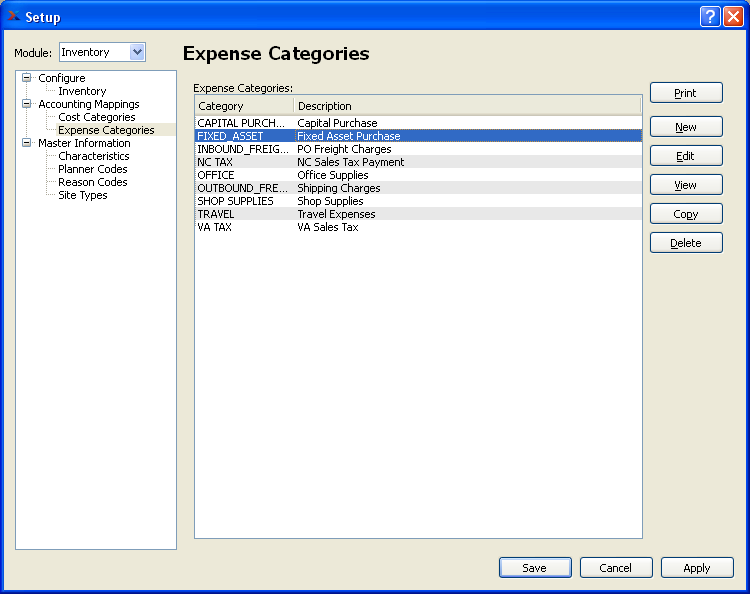 Setup
Module: Inventory
Expense Categories
Configure
Inventory
Accounting Mappings
Cost Categories
Expense Categories
Master Information
Characteristics
Planner Codes
Reason Codes
Site Types
Expense Categories:
Category Description
CAPITAL PURCH... Capital Purchase
FIXED_ASSET Fixed Asset Purchase
INBOUND_FREIG... PO Freight Charges
NC TAX NC Sales Tax Payment
OFFICE Office Supplies
OUTBOUND_FRE... Shipping Charges
SHOP SUPPLIES Shop Supplies
TRAVEL Travel Expenses
VA TAX VA Sales Tax
Print
New
Edit
View
Copy
Delete
Save Cancel Apply